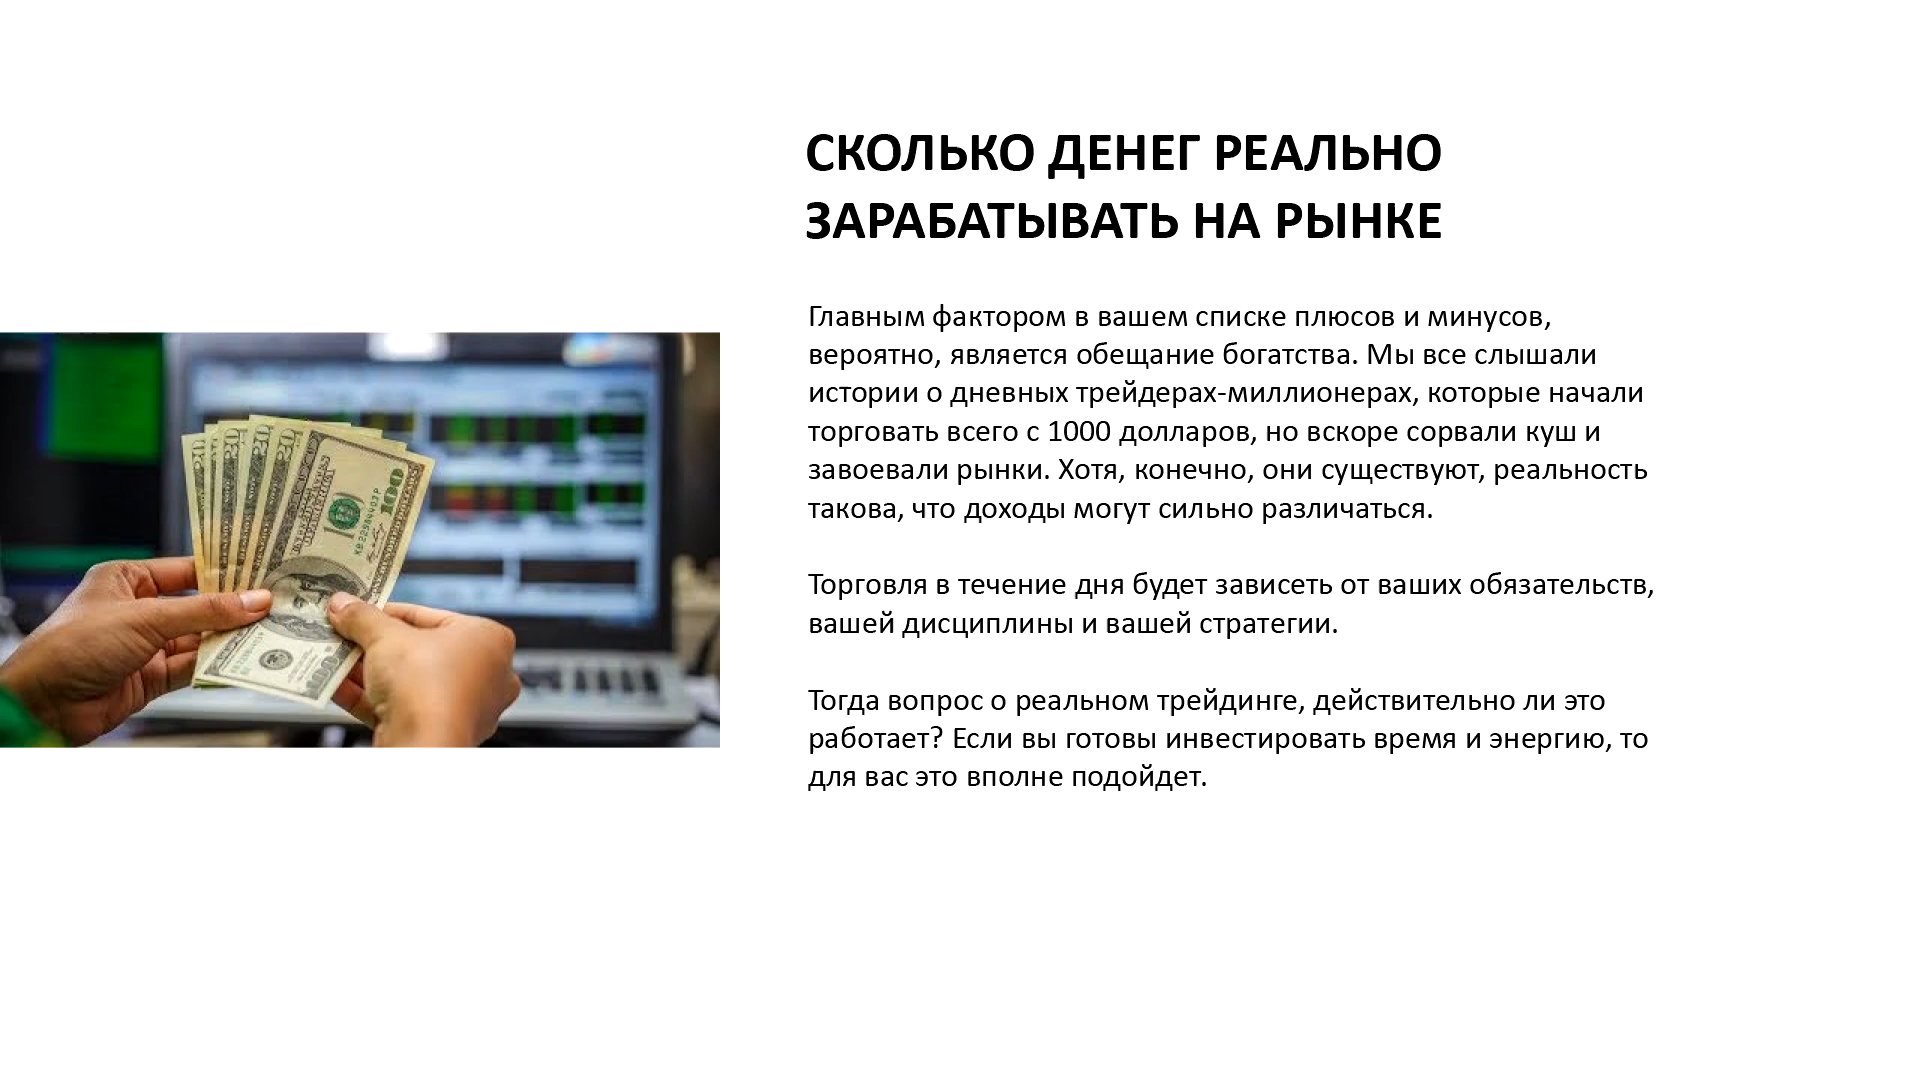 СКОЛЬКО ДЕНЕГ РЕАЛЬНО
ЗАРАБАТЫВАТЬ НА РЫНКЕ
Главным фактором в вашем списке плюсов и минусов,
вероятно, является обещание богатства. Мы все слышали
истории о дневных трейдерах-миллионерах, которые начали
торговать всего с 1000 долларов, но вскоре сорвали куш и
завоевали рынки. Хотя, конечно, они существуют, реальность
такова, что доходы могут сильно различаться.
Торговля в течение дня будет зависеть от ваших обязательств,
вашей дисциплины и вашей стратегии.
Тогда вопрос о реальном трейдинге, действительно ли это
работает? Если вы готовы инвестировать время и энергию, то
для вас это вполне подойдет.
100